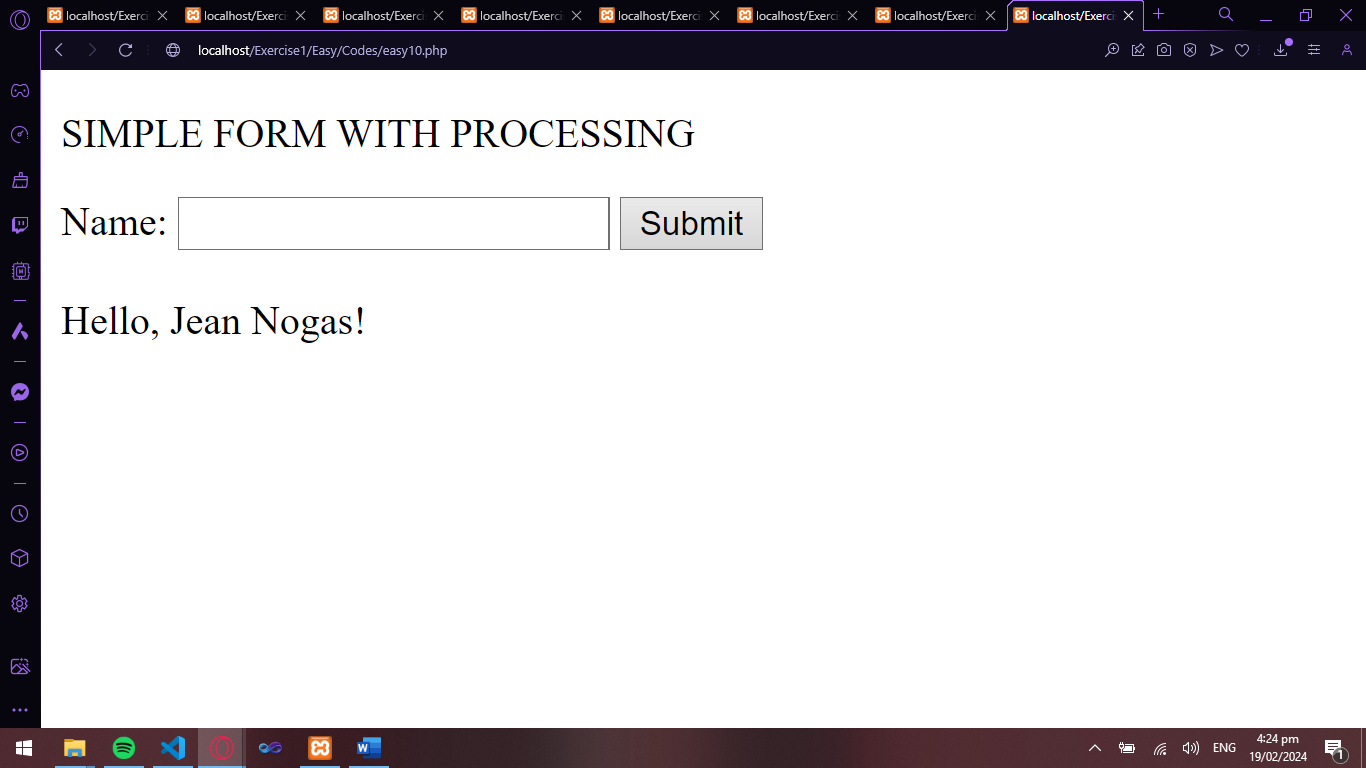 localhost/Exerci localhost/Exerci localhost/Exerci localhost/Exerci localhost/Exerci localhost/Exerci localhost/Exerci localhost/Exerci
localhost/Exercise1/Easy/Codes/easy10.php
SIMPLE FORM WITH PROCESSING
Name: Submit
Hello, Jean Nogas!
ENG
4:24 pm
19/02/2024
1